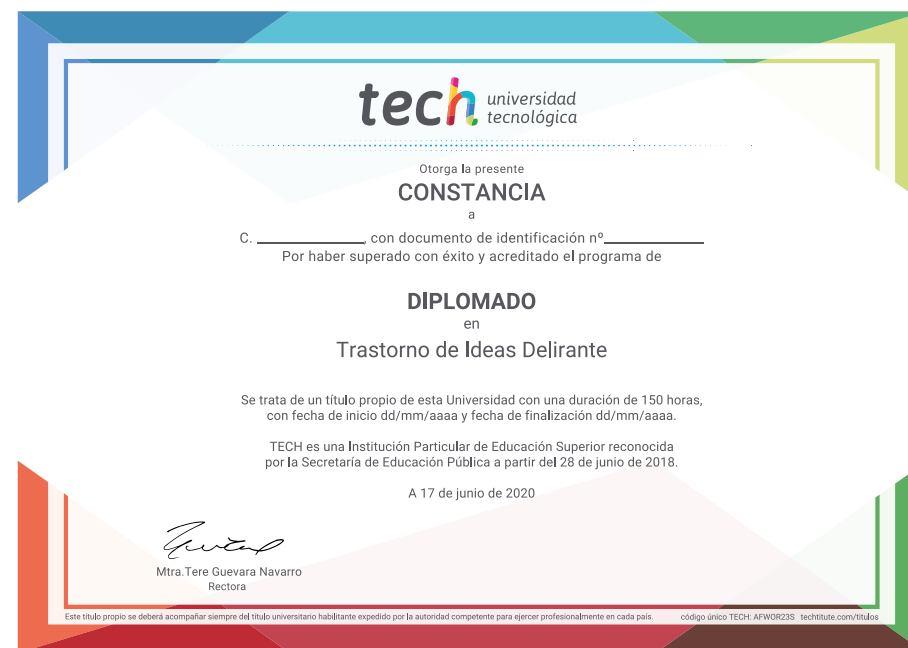 tech universidad
tecnológica
Otorga la presente
CONSTANCIA
a
C. ____________, con documento de identificación nº____________
Por haber superado con éxito y acreditado el programa de
DIPLOMADO
en
Trastorno de Ideas Delirante
Se trata de un título propio de esta Universidad con una duración de 150 horas,
con fecha de inicio dd/mm/aaaa y fecha de finalización dd/mm/aaaa.
TECH es una Institución Particular de Educación Superior reconocida
por la Secretaría de Educación Pública a partir del 28 de junio de 2018.
A 17 de junio de 2020
Mtra.Tere Guevara Navarro
Rectora
Este título propio se deberá acompañar siempre del título universitario habilitante expedido por la autoridad competente para ejercer profesionalmente en cada país. código único TECH: AFWOR23S techtitute.com/titulos